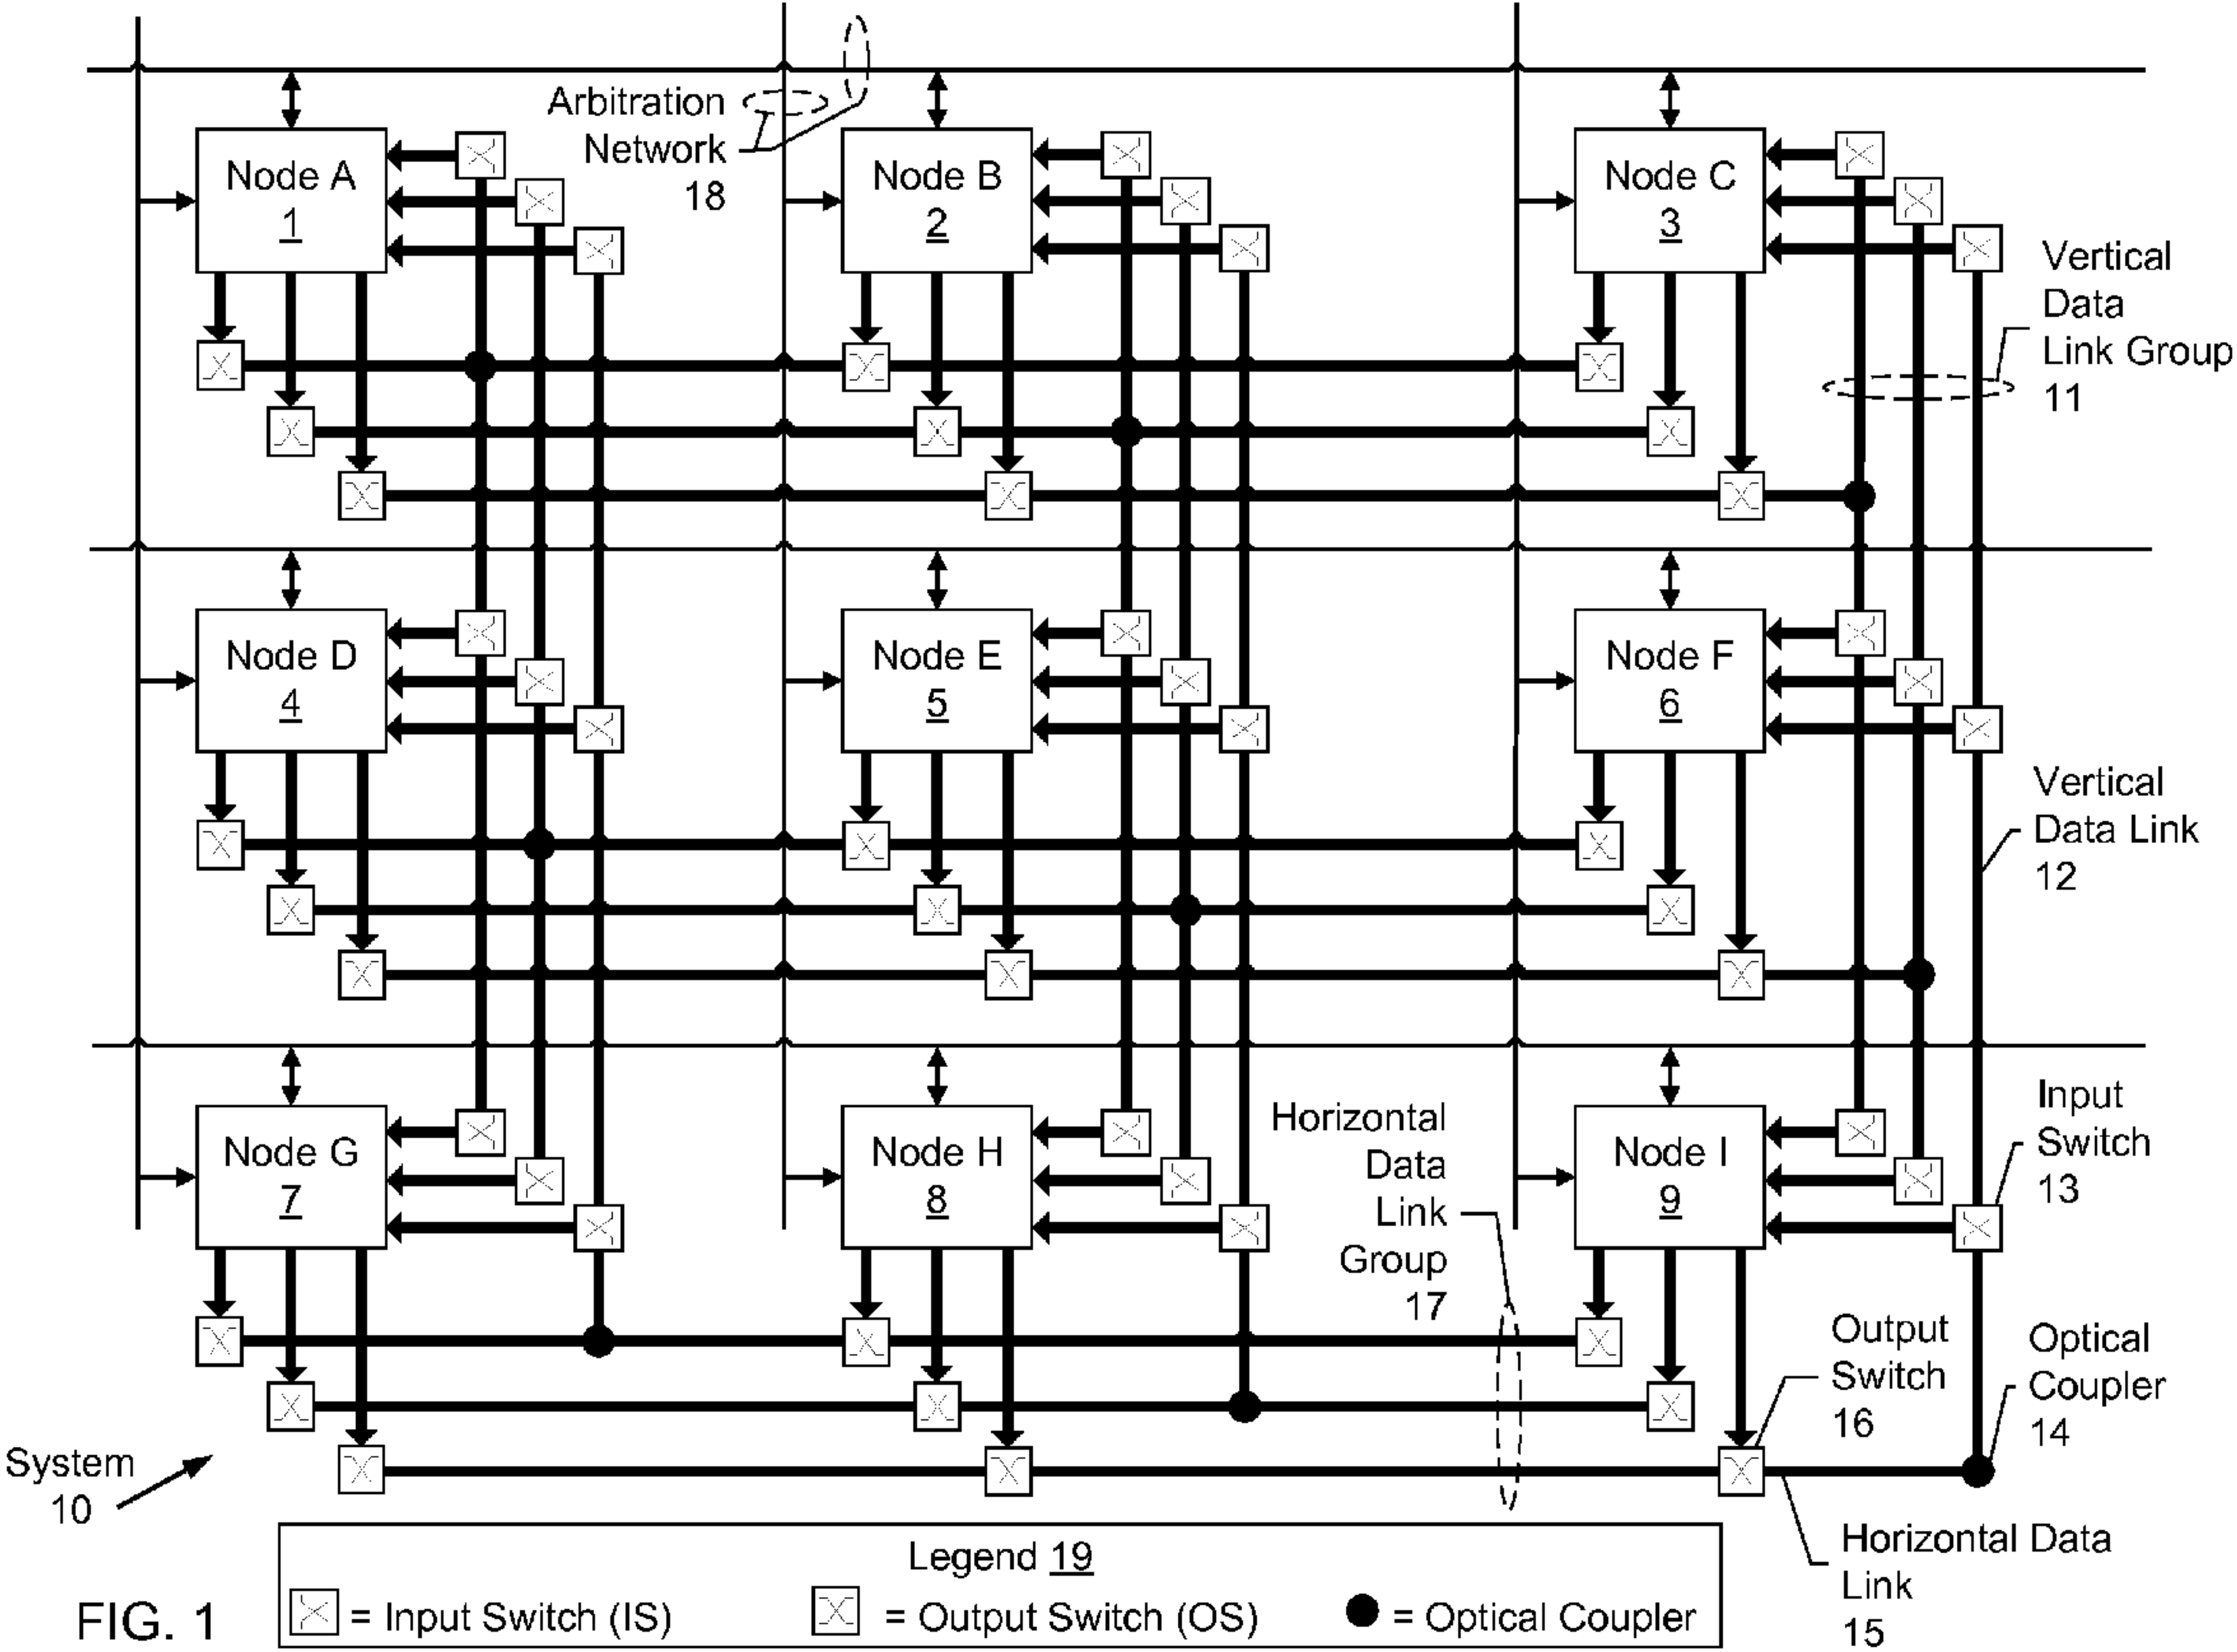 Arbitration
Network
18
Node A
1
Node B
2
Node C
3
Vertical
Data
Link Group
11
Node D
4
Node E
5
Node F
6
Vertical
Data Link
12
Node G
7
Node H
8
Node I
9
Horizontal
Data
Link
Group
17
Input
Switch
13
Output
Switch
16
Optical
Coupler
14
System
10
Horizontal Data
Link
15
Legend 19
= Input Switch (IS)
= Output Switch (OS)
= Optical Coupler
FIG. 1